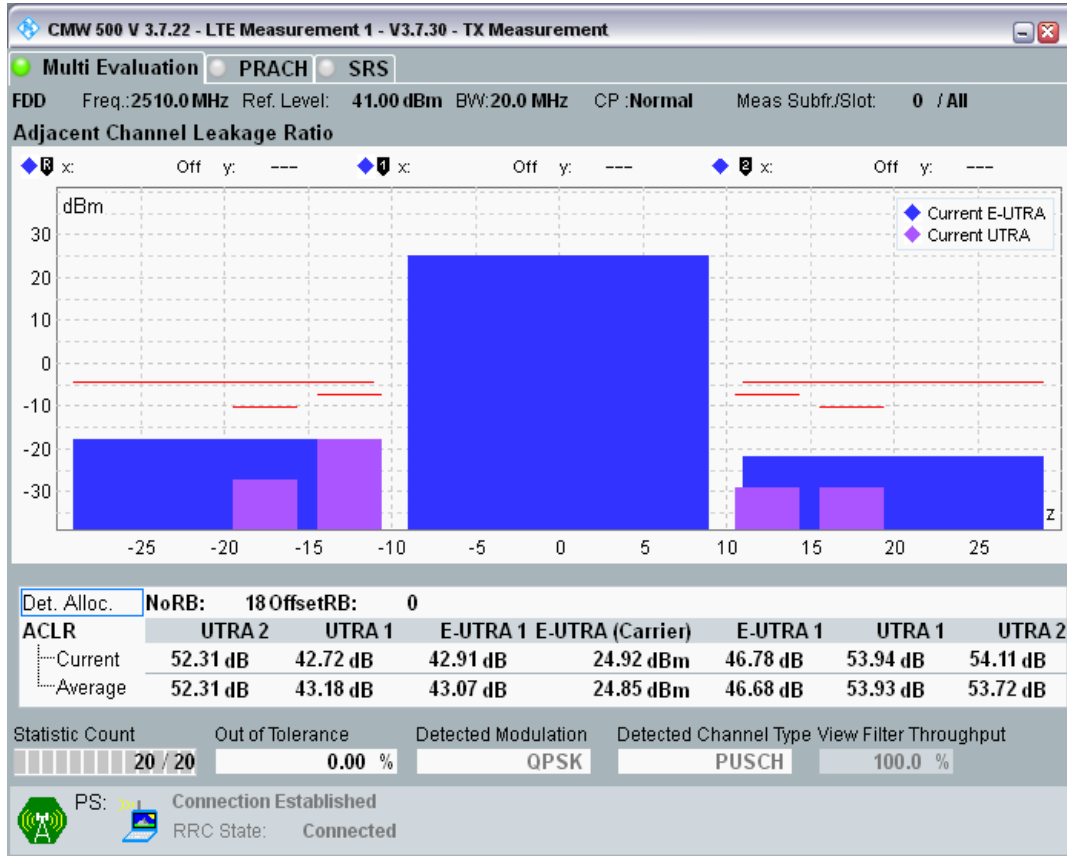 CMW 500 V 3.7.22 - LTE Measurement 1 - V3.7.30 - TX Measurement
Multi Evaluation PRACH SRS
FDD Freq.:2510.0 MHz Ref. Level: 41.00 dBm BW:20.0 MHz CP :Normal Meas Subfr./Slot: 0 / All
Adjacent Channel Leakage Ratio
R x: Off y: --- 1 x: Off y: --- 2 x: Off y: ---
dBm
Current E-UTRA
Current UTRA
30
20
10
0
-10
-20
-30
z
-25 -20 -15 -10 -5 0 5 10 15 20 25
Det. Alloc. NoRB: 18 OffsetRB: 0
ACLR UTRA 2 UTRA 1 E-UTRA 1 E-UTRA (Carrier) E-UTRA 1 UTRA 1 UTRA 2
Current 52.31 dB 42.72 dB 42.91 dB 24.92 dBm 46.78 dB 53.94 dB 54.11 dB
Average 52.31 dB 43.18 dB 43.07 dB 24.85 dBm 46.68 dB 53.93 dB 53.72 dB
Statistic Count Out of Tolerance Detected Modulation Detected Channel Type View Filter Throughput
20 / 20 0.00 % QPSK PUSCH 100.0 %
PS: Connection Established
RRC State: Connected